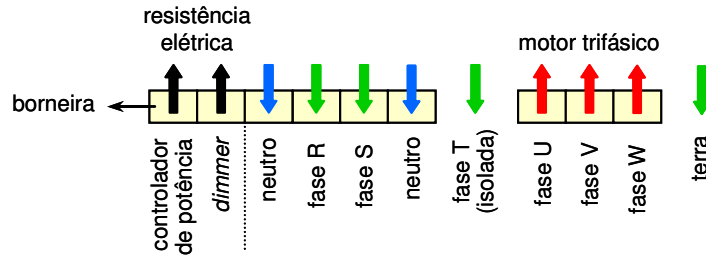 resistência
elétrica
motor trifásico
borneira
controlador
de potência
dimmer
neutro
fase R
fase S
neutro
fase T
(isolada)
fase U
fase V
fase W
terra